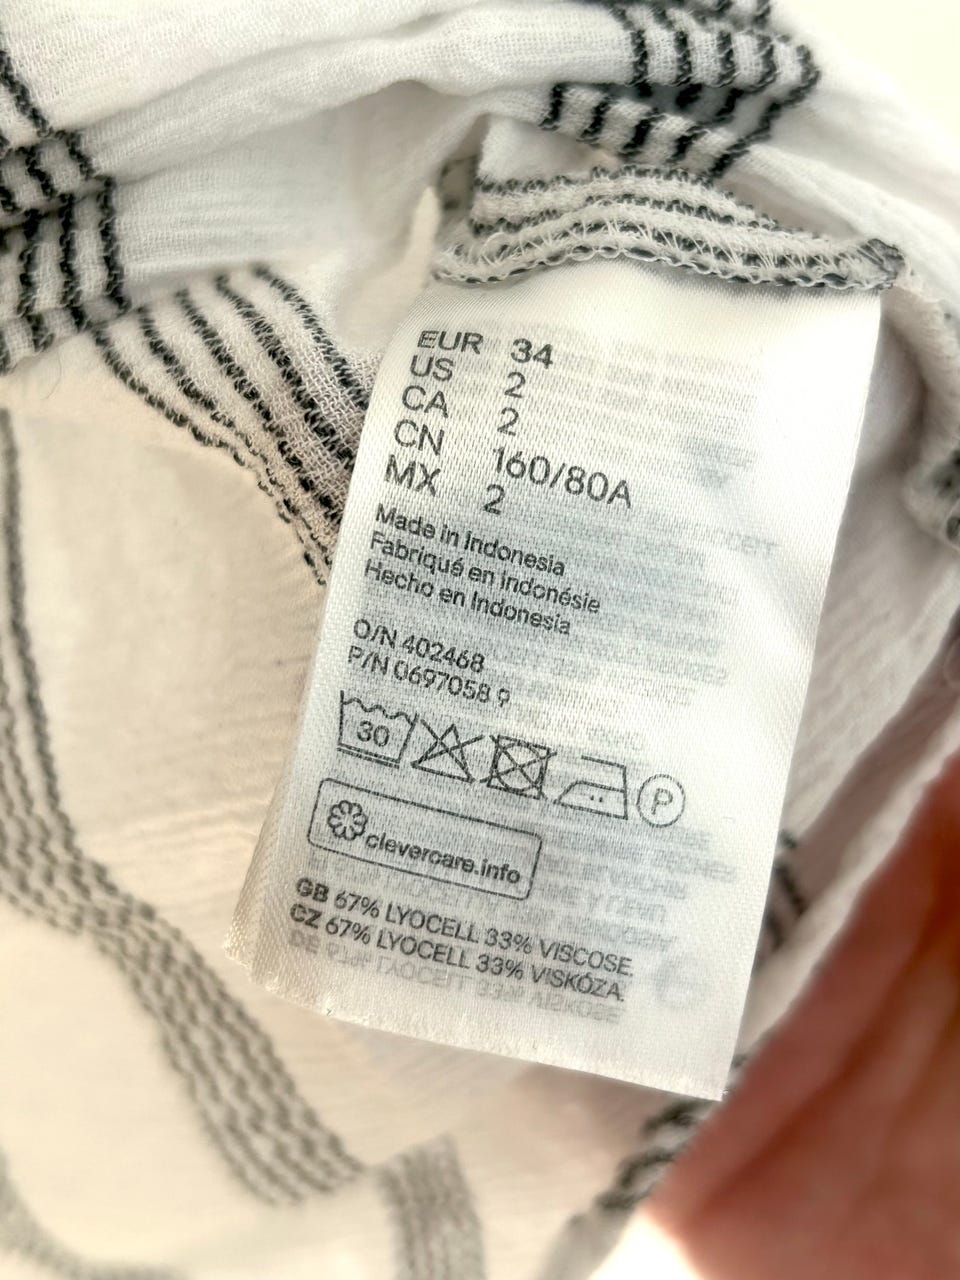 EUR 34
US 2
CA 2
CN 160/80A
MX 2
Made in Indonesia
Fabriqué en Indonésie
Hecho en Indonesia
O/N 402468
P/N 0697058 9
30
P
clevercare.info
GB 67% LYOCELL 33% VISCOSE
CZ 67% LYOCELL 33% VISKÓZA